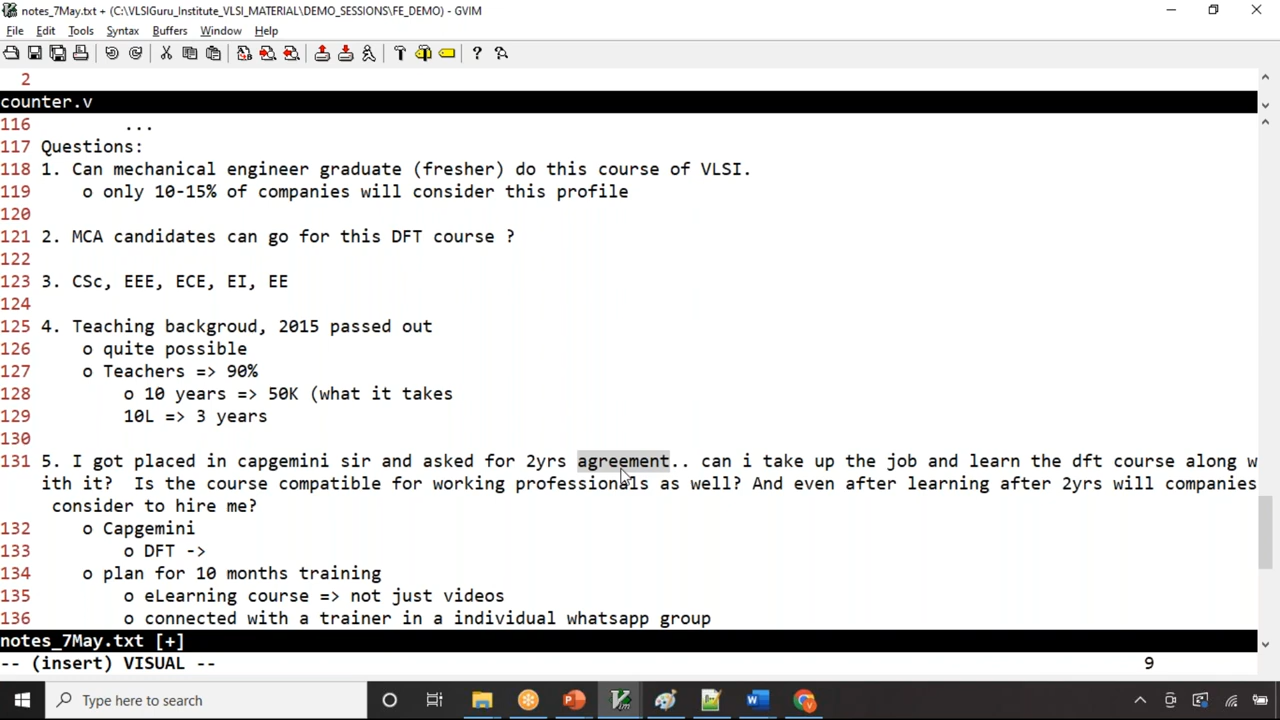 notes_7May.txt + (C:\VLSIGuru_Institute_VLSI_MATERIAL\DEMO_SESSIONS\FE_DEMO) - GVIM
File Edit Tools Syntax Buffers Window Help
2
counter.v
116 ...
117 Questions:
118 1. Can mechanical engineer graduate (fresher) do this course of VLSI.
119 o only 10-15% of companies will consider this profile
120
121 2. MCA candidates can go for this DFT course ?
122
123 3. CSc, EEE, ECE, EI, EE
124
125 4. Teaching backgroud, 2015 passed out
126 o quite possible
127 o Teachers => 90%
128 o 10 years => 50K (what it takes
129 10L => 3 years
130
131 5. I got placed in capgemini sir and asked for 2yrs agreement.. can i take up the job and learn the dft course along w
ith it?  Is the course compatible for working professionals as well? And even after learning after 2yrs will companies
consider to hire me?
132 o Capgemini
133 o DFT ->
134 o plan for 10 months training
135 o eLearning course => not just videos
136 o connected with a trainer in a individual whatsapp group
notes_7May.txt [+]
-- (insert) VISUAL -- 9
Type here to search